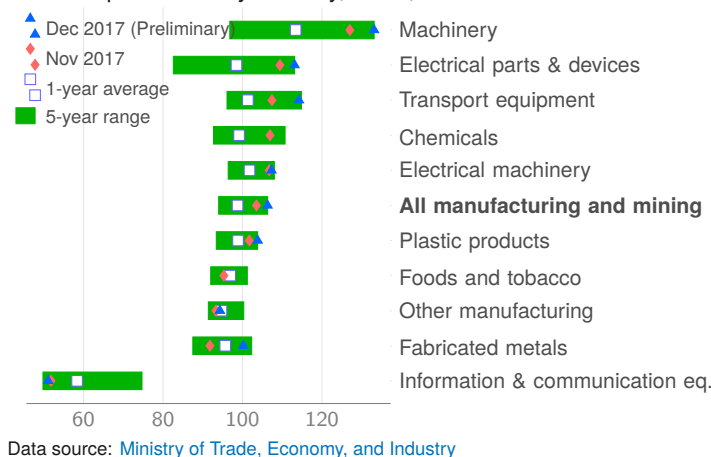 Dec 2017 (Preliminary)
Nov 2017
1-year average
5-year range
Machinery
Electrical parts & devices
Transport equipment
Chemicals
Electrical machinery
All manufacturing and mining
Plastic products
Foods and tobacco
Other manufacturing
Fabricated metals
Information & communication eq.
60 80 100 120
Data source: Ministry of Trade, Economy, and Industry